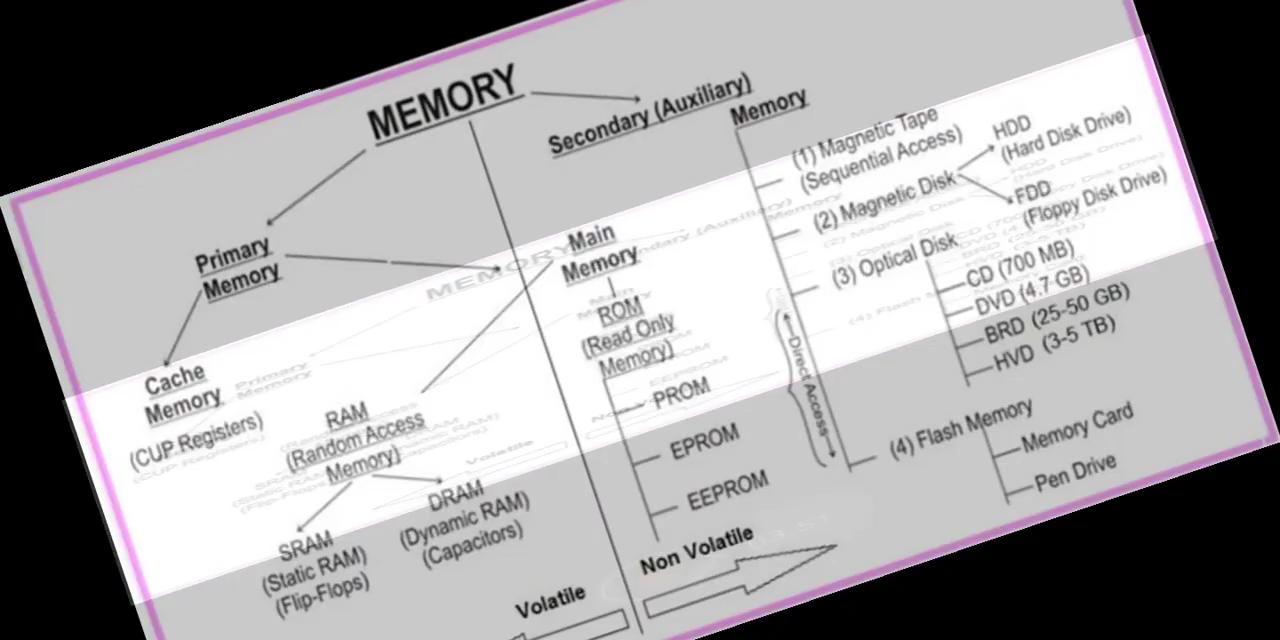 MEMORY
Secondary (Auxiliary)
Memory
Primary
Memory
Main
Memory
Cache
Memory
(CUP Registers)
RAM
(Random Access
Memory)
SRAM
(Static RAM)
(Flip-Flops)
DRAM
(Dynamic RAM)
(Capacitors)
ROM
(Read Only
Memory)
PROM
EPROM
EEPROM
(1) Magnetic Tape
(Sequential Access)
(2) Magnetic Disk
HDD
(Hard Disk Drive)
FDD
(Floppy Disk Drive)
(3) Optical Disk
CD (700 MB)
DVD (4.7 GB)
BRD (25-50 GB)
HVD (3-5 TB)
Direct Access
(4) Flash Memory
Memory Card
Pen Drive
Volatile
Non Volatile